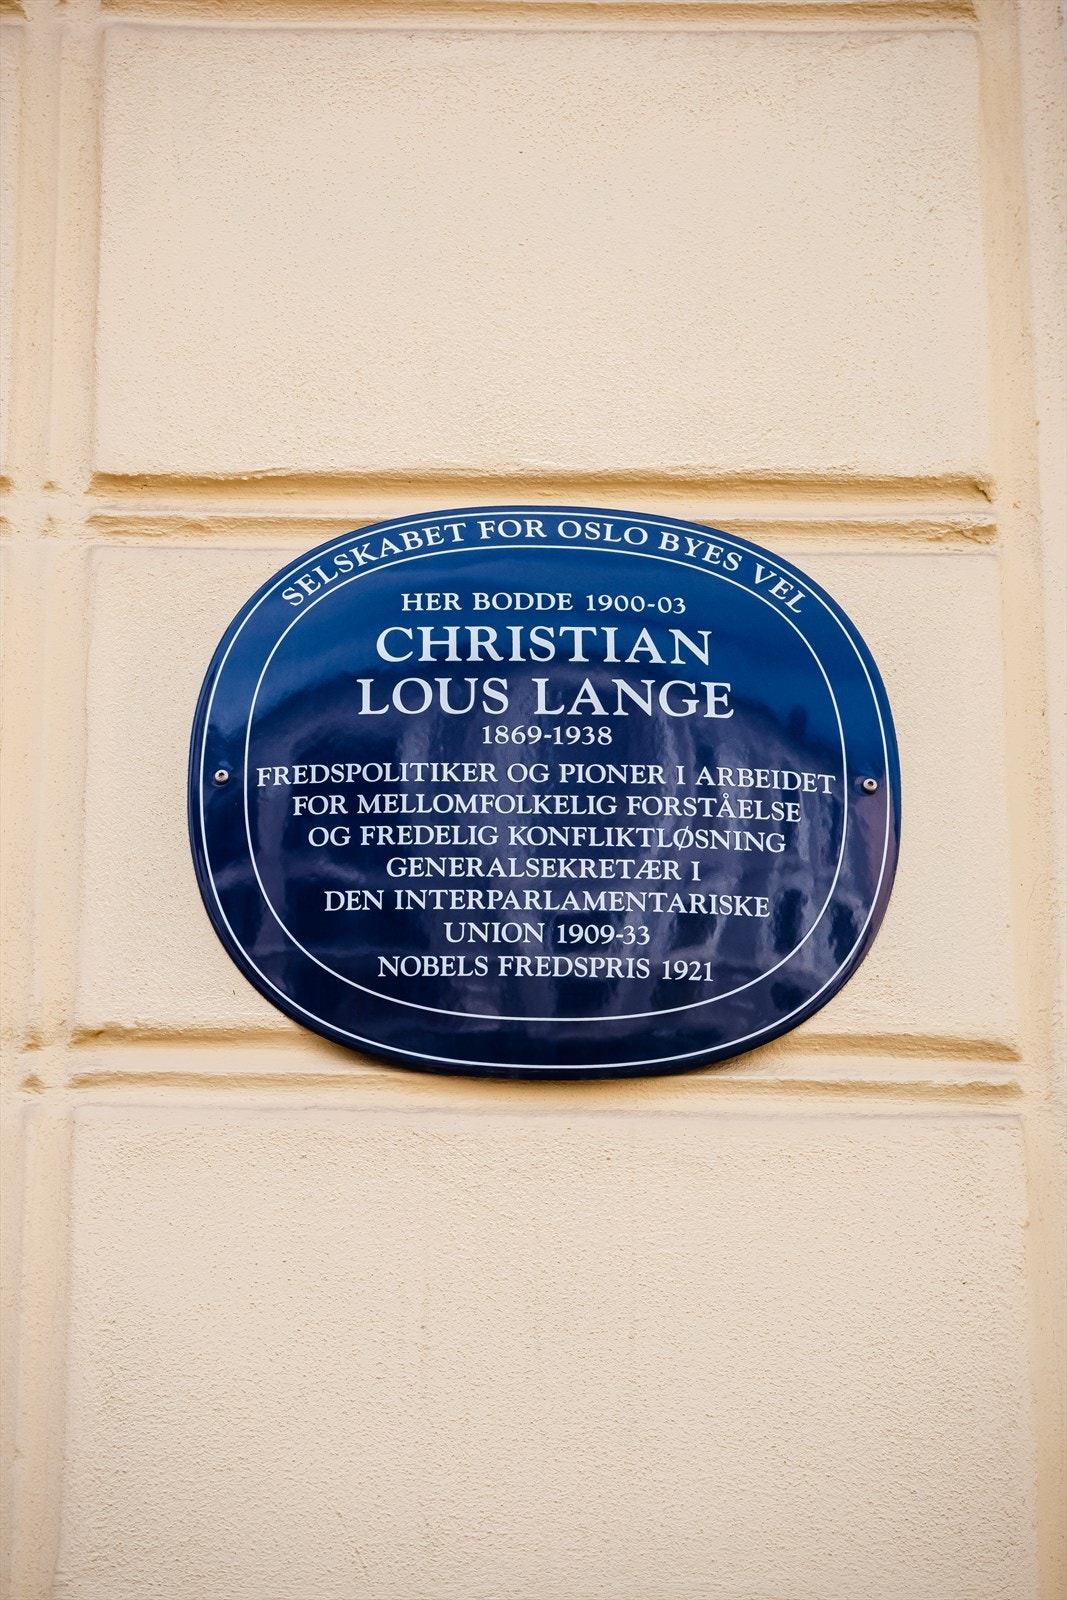 SELSKABET FOR OSLO BYES VEL
HER BODDE 1900-03
CHRISTIAN
LOUS LANGE
1869-1938
FREDSPOLITIKER OG PIONER I ARBEIDET
FOR MELLOMFOLKELIG FORSTÅELSE
OG FREDELIG KONFLIKTLØSNING
GENERALSEKRETÆR I
DEN INTERPARLAMENTARISKE
UNION 1909-33
NOBELS FREDSPRIS 1921